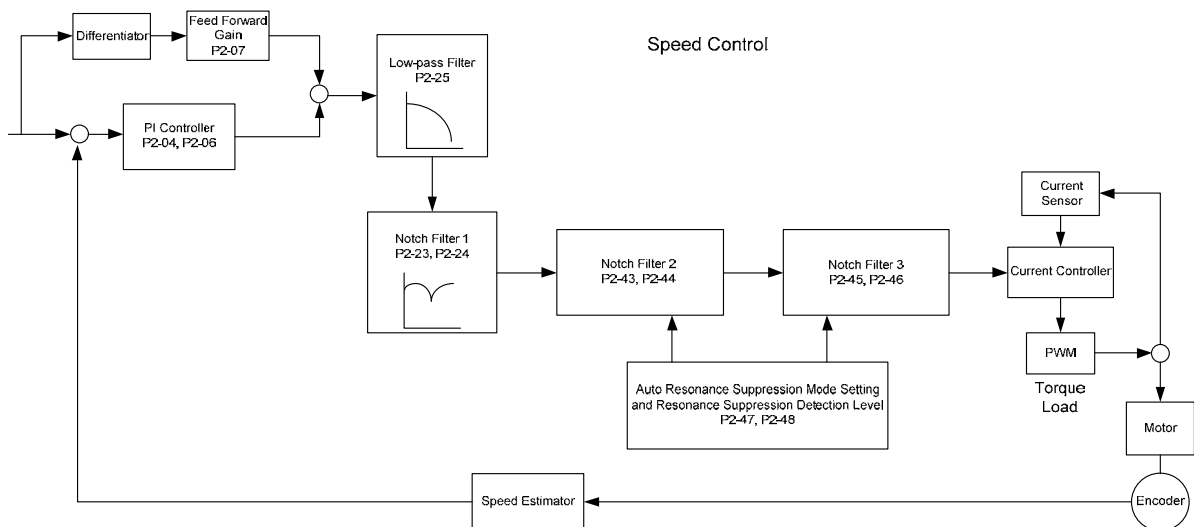 Differentiator
Feed Forward
Gain
P2-07
Speed Control
Low-pass Filter
P2-25
PI Controller
P2-04, P2-06
Current
Sensor
Notch Filter 1
P2-23, P2-24
Notch Filter 2
P2-43, P2-44
Notch Filter 3
P2-45, P2-46
Current Controller
PWM
Torque
Load
Auto Resonance Suppression Mode Setting
and Resonance Suppression Detection Level
P2-47, P2-48
Motor
Speed Estimator
Encoder